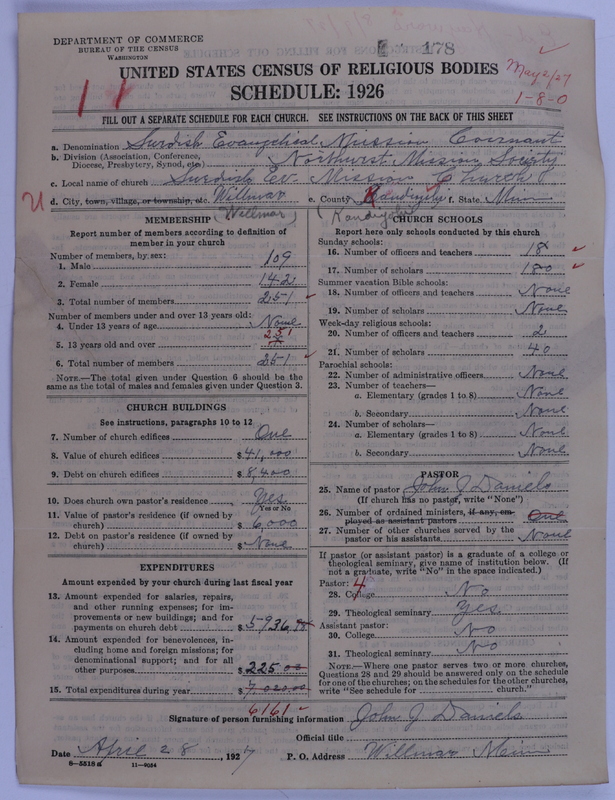 DEPARTMENT OF COMMERCE
BUREAU OF THE CENSUS
WASHINGTON
178
May 2/27
1-8-0
UNITED STATES CENSUS OF RELIGIOUS BODIES
SCHEDULE: 1926
FILL OUT A SEPARATE SCHEDULE FOR EACH CHURCH. SEE INSTRUCTIONS ON THE BACK OF THIS SHEET
a. Denomination Swedish Evangelical Mission Covenant
b. Division (Association, Conference, Diocese, Presbytery, Synod, etc.) Northwest Mission Society
c. Local name of church Swedish Ev. Mission Church
d. City, town, village, or township, etc. Willmar e. County Kandiyohi f. State Minn
(Willmar) (Kandiyohi)
MEMBERSHIP
Report number of members according to definition of member in your church
Number of members, by sex:
1. Male 109
2. Female 142
3. Total number of members 251
Number of members under and over 13 years old:
4. Under 13 years of age None
5. 13 years old and over 251
6. Total number of members 251
NOTE.—The total given under Question 6 should be the same as the total of males and females given under Question 3.
CHURCH BUILDINGS
See instructions, paragraphs 10 to 12
7. Number of church edifices One
8. Value of church edifices $41,000
9. Debt on church edifices $8,400
10. Does church own pastor's residence Yes
Yes or No
11. Value of pastor's residence (if owned by church) $6,000
12. Debt on pastor's residence (if owned by church) $None
EXPENDITURES
Amount expended by your church during last fiscal year
13. Amount expended for salaries, repairs, and other running expenses; for improvements or new buildings; and for payments on church debt $5936
14. Amount expended for benevolences, including home and foreign missions; for denominational support; and for all other purposes $225.00
15. Total expenditures during year $7,020.00
6161
CHURCH SCHOOLS
Report here only schools conducted by this church
Sunday schools:
16. Number of officers and teachers 18
17. Number of scholars 180
Summer vacation Bible schools:
18. Number of officers and teachers None
19. Number of scholars None
Week-day religious schools:
20. Number of officers and teachers 2
21. Number of scholars 40
Parochial schools:
22. Number of administrative officers None
23. Number of teachers—
a. Elementary (grades 1 to 8) None
b. Secondary None
24. Number of scholars—
a. Elementary (grades 1 to 8) None
b. Secondary None
PASTOR
25. Name of pastor John J Daniels
(If church has no pastor, write "None")
26. Number of ordained ministers, if any, employed as assistant pastors
27. Number of other churches served by the pastor or his assistants None
If pastor (or assistant pastor) is a graduate of a college or theological seminary, give name of institution below. (If not a graduate, write "No" in the space indicated.)
Pastor: 4
28. College No
29. Theological seminary Yes
Assistant pastor:
30. College No
31. Theological seminary No
NOTE.—Where one pastor serves two or more churches, Questions 28 and 29 should be answered only on the schedule for one of the churches; on the schedules for the other churches, write "See schedule for church."
Signature of person furnishing information John J Daniels
Official title
Date April 28, 1927 P. O. Address Willmar Minn
8—5518a 11—9054